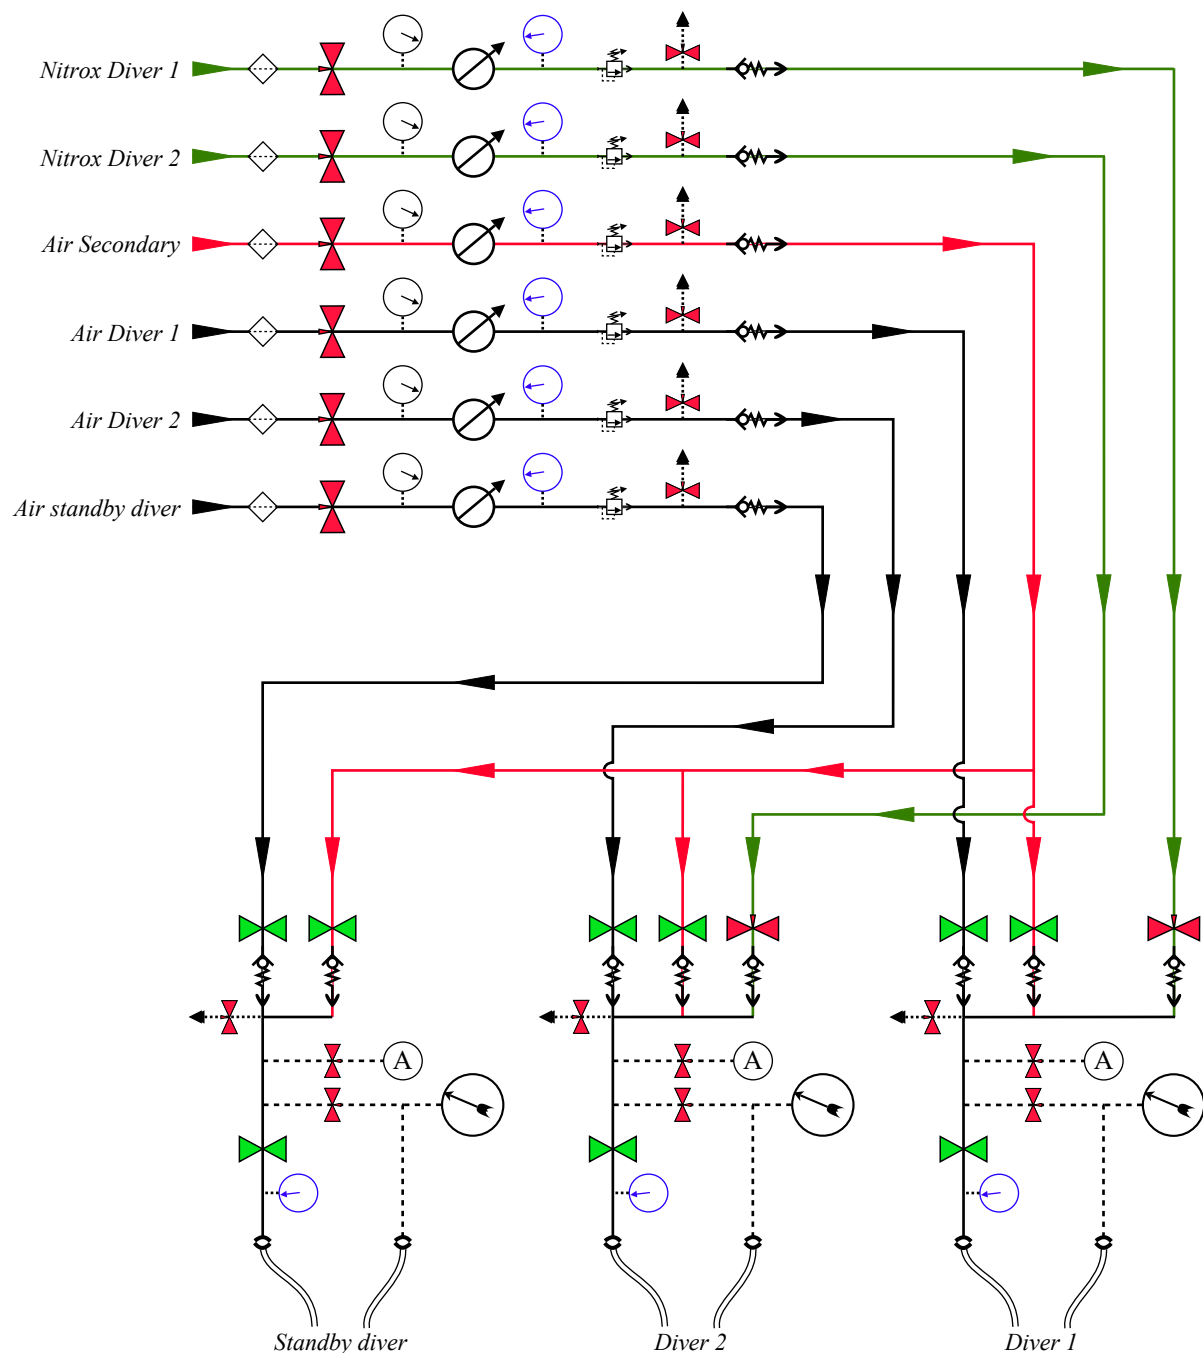 Nitrox Diver 1
Nitrox Diver 2
Air Secondary
Air Diver 1
Air Diver 2
Air standby diver
A
A
A
Standby diver
Diver 2
Diver 1